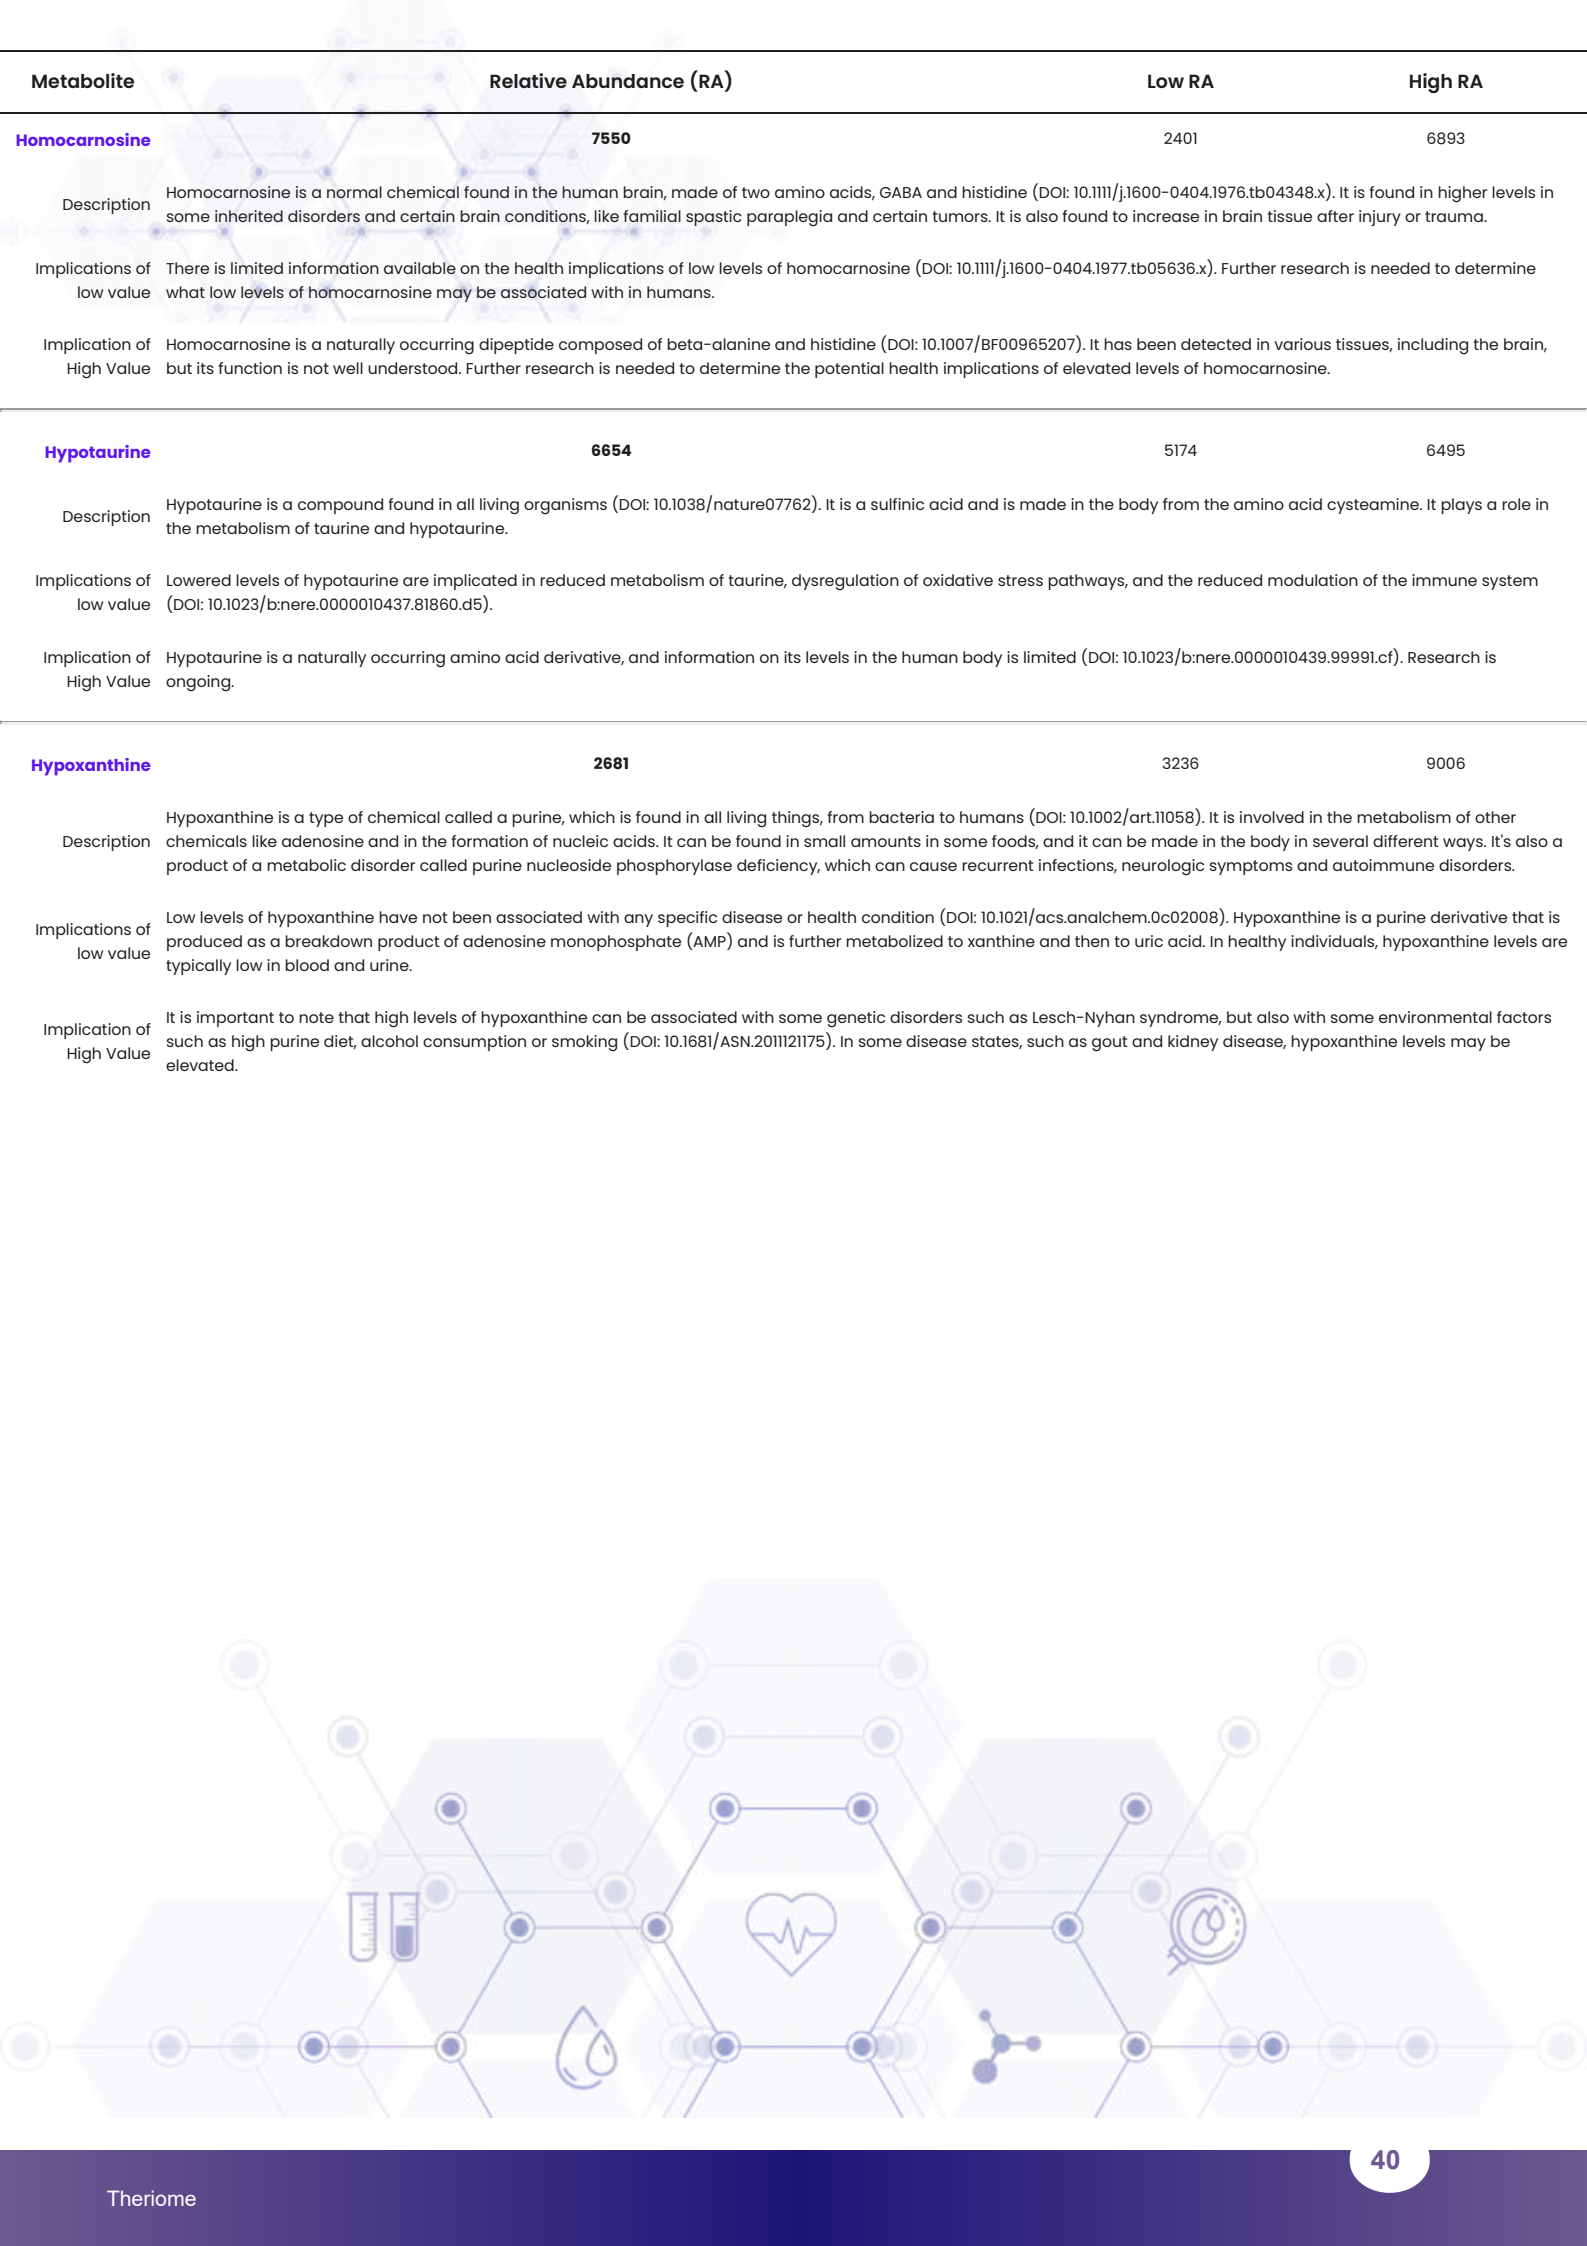 Metabolite Relative Abundance (RA) Low RA High RA
Homocarnosine 7550 2401 6893
Description Homocarnosine is a normal chemical found in the human brain, made of two amino acids, GABA and histidine (DOI: 10.1111/j.1600-0404.1976.tb04348.x). It is found in higher levels in
some inherited disorders and certain brain conditions, like familial spastic paraplegia and certain tumors. It is also found to increase in brain tissue after injury or trauma.
Implications of There is limited information available on the health implications of low levels of homocarnosine (DOI: 10.1111/j.1600-0404.1977.tb05636.x). Further research is needed to determine
low value what low levels of homocarnosine may be associated with in humans.
Implication of Homocarnosine is a naturally occurring dipeptide composed of beta-alanine and histidine (DOI: 10.1007/BF00965207). It has been detected in various tissues, including the brain,
High Value but its function is not well understood. Further research is needed to determine the potential health implications of elevated levels of homocarnosine.
Hypotaurine 6654 5174 6495
Description Hypotaurine is a compound found in all living organisms (DOI: 10.1038/nature07762). It is a sulfinic acid and is made in the body from the amino acid cysteamine. It plays a role in
the metabolism of taurine and hypotaurine.
Implications of Lowered levels of hypotaurine are implicated in reduced metabolism of taurine, dysregulation of oxidative stress pathways, and the reduced modulation of the immune system
low value (DOI: 10.1023/b:nere.0000010437.81860.d5).
Implication of Hypotaurine is a naturally occurring amino acid derivative, and information on its levels in the human body is limited (DOI: 10.1023/b:nere.0000010439.99991.cf). Research is
High Value ongoing.
Hypoxanthine 2681 3236 9006
Hypoxanthine is a type of chemical called a purine, which is found in all living things, from bacteria to humans (DOI: 10.1002/art.11058). It is involved in the metabolism of other
Description chemicals like adenosine and in the formation of nucleic acids. It can be found in small amounts in some foods, and it can be made in the body in several different ways. It's also a
product of a metabolic disorder called purine nucleoside phosphorylase deficiency, which can cause recurrent infections, neurologic symptoms and autoimmune disorders.
Implications of Low levels of hypoxanthine have not been associated with any specific disease or health condition (DOI: 10.1021/acs.analchem.0c02008). Hypoxanthine is a purine derivative that is
low value produced as a breakdown product of adenosine monophosphate (AMP) and is further metabolized to xanthine and then to uric acid. In healthy individuals, hypoxanthine levels are
typically low in blood and urine.
Implication of It is important to note that high levels of hypoxanthine can be associated with some genetic disorders such as Lesch-Nyhan syndrome, but also with some environmental factors
High Value such as high purine diet, alcohol consumption or smoking (DOI: 10.1681/ASN.2011121175). In some disease states, such as gout and kidney disease, hypoxanthine levels may be
elevated.
40
Theriome